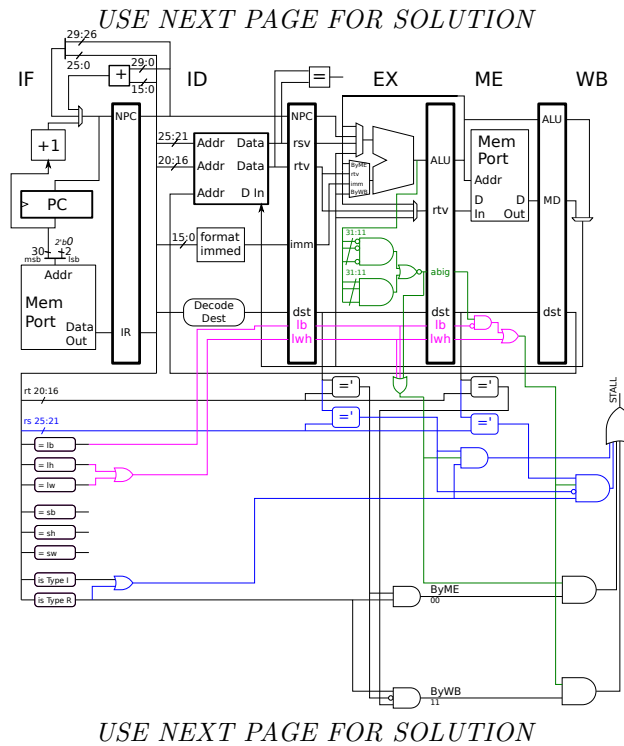 USE NEXT PAGE FOR SOLUTION
29:26
25:0
29:0
15:0
IF
ID
EX
ME
WB
+
=
NPC
25:21
20:16
Addr
Data
Addr
Data
Addr
D In
NPC
rsv
rtv
ByME
rtv
imm
ByWB
ALU
rtv
Mem
Port
Addr
D
In
D
Out
ALU
MD
+1
PC
30
2'b0
+2
msb
lsb
Addr
Mem
Port
Data
Out
IR
15:0
format
immed
imm
31:11
31:11
abig
Decode
Dest
dst
lb
lwh
dst
lb
lwh
dst
rt 20:16
='
='
rs 25:21
='
='
STALL
= lb
= lh
= lw
= sb
= sh
= sw
is Type I
is Type R
ByME
00
ByWB
11
USE NEXT PAGE FOR SOLUTION